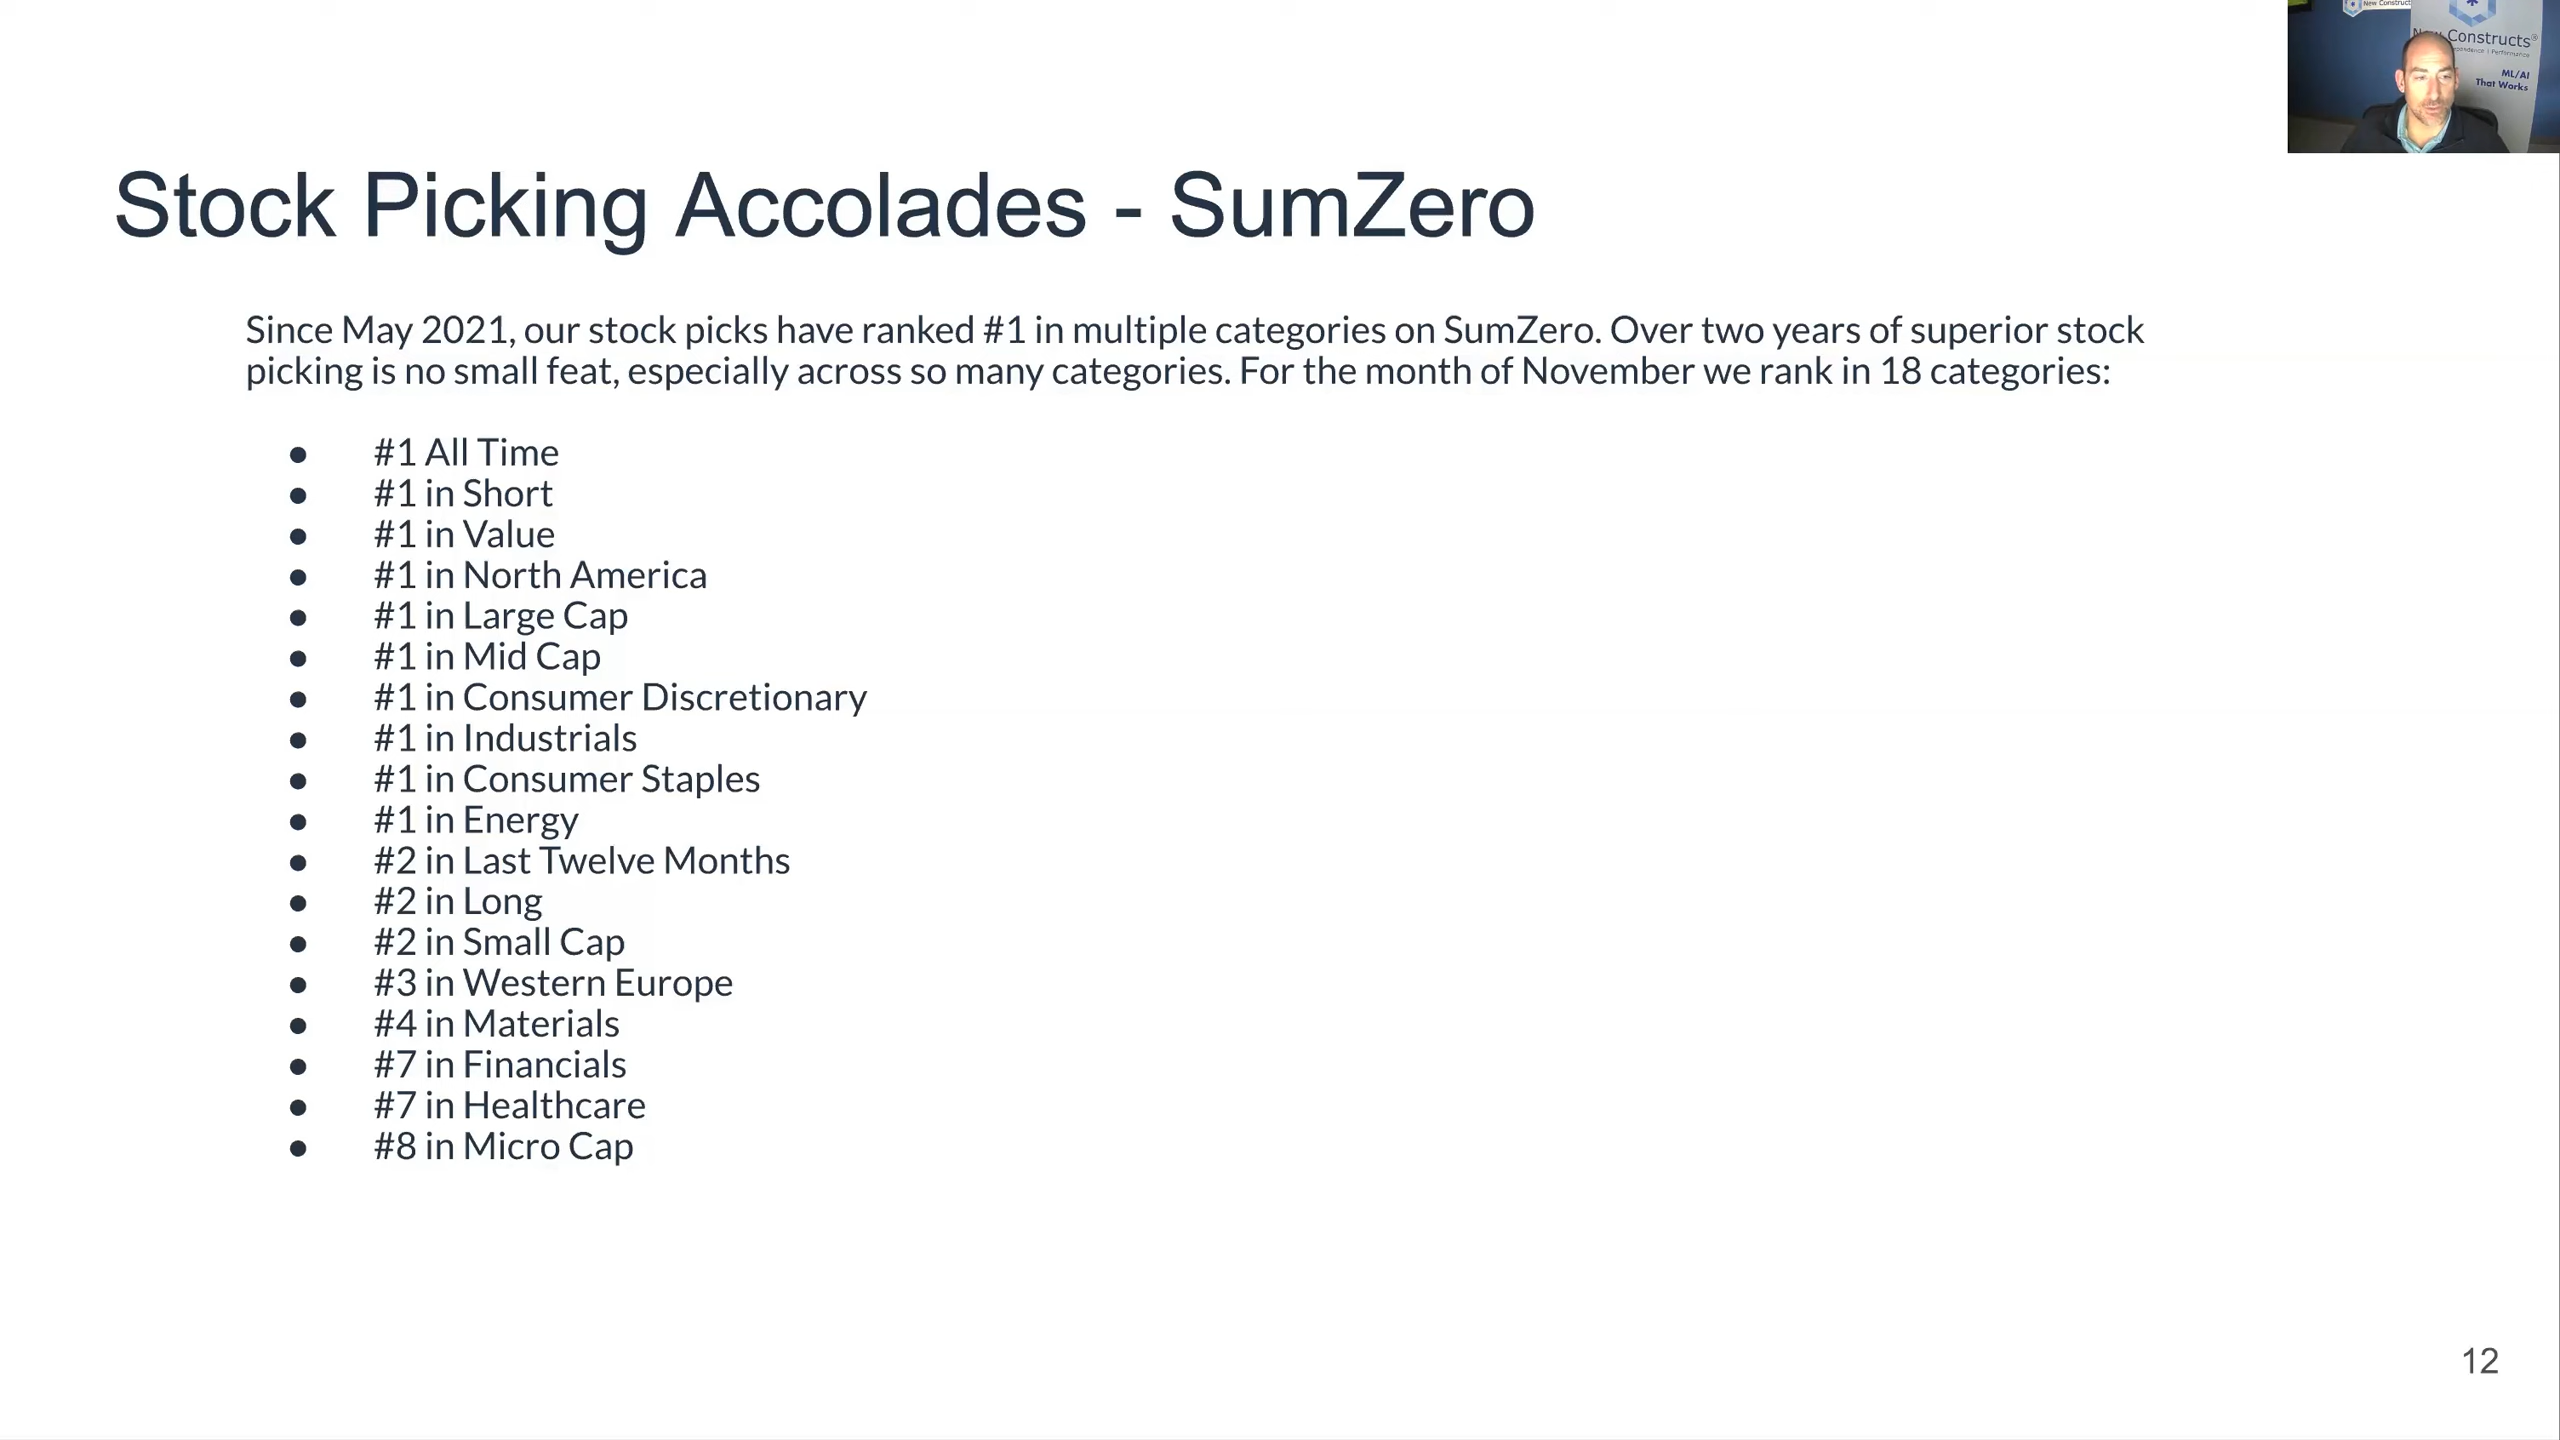 New Construct
Constructs®
ML/AI
That Works
Stock Picking Accolades - SumZero
Since May 2021, our stock picks have ranked #1 in multiple categories on SumZero. Over two years of superior stock
picking is no small feat, especially across so many categories. For the month of November we rank in 18 categories:
● #1 All Time
● #1 in Short
● #1 in Value
● #1 in North America
● #1 in Large Cap
● #1 in Mid Cap
● #1 in Consumer Discretionary
● #1 in Industrials
● #1 in Consumer Staples
● #1 in Energy
● #2 in Last Twelve Months
● #2 in Long
● #2 in Small Cap
● #3 in Western Europe
● #4 in Materials
● #7 in Financials
● #7 in Healthcare
● #8 in Micro Cap
12